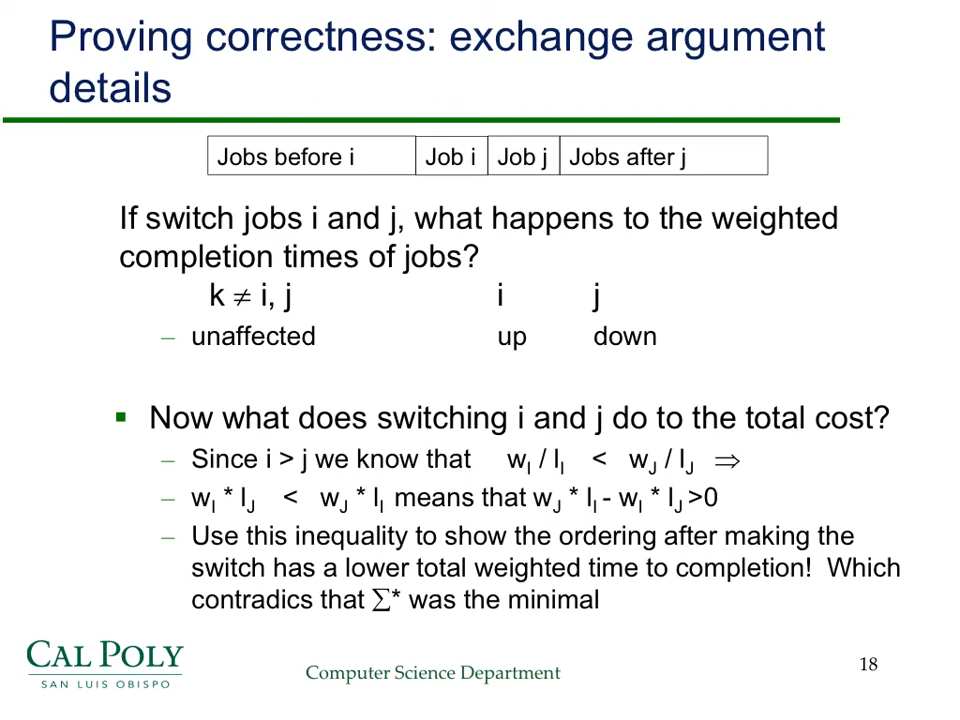 Proving correctness: exchange argument
details
Jobs before i Job i Job j Jobs after j
If switch jobs i and j, what happens to the weighted
completion times of jobs?
k ≠ i, j i j
– unaffected up down
▪ Now what does switching i and j do to the total cost?
– Since i > j we know that w_I / l_I < w_J / l_J ⇒
– w_I * l_J < w_J * l_I means that w_J * l_I - w_I * l_J >0
– Use this inequality to show the ordering after making the
switch has a lower total weighted time to completion! Which
contradics that ∑* was the minimal
CAL POLY
SAN LUIS OBISPO
Computer Science Department
18